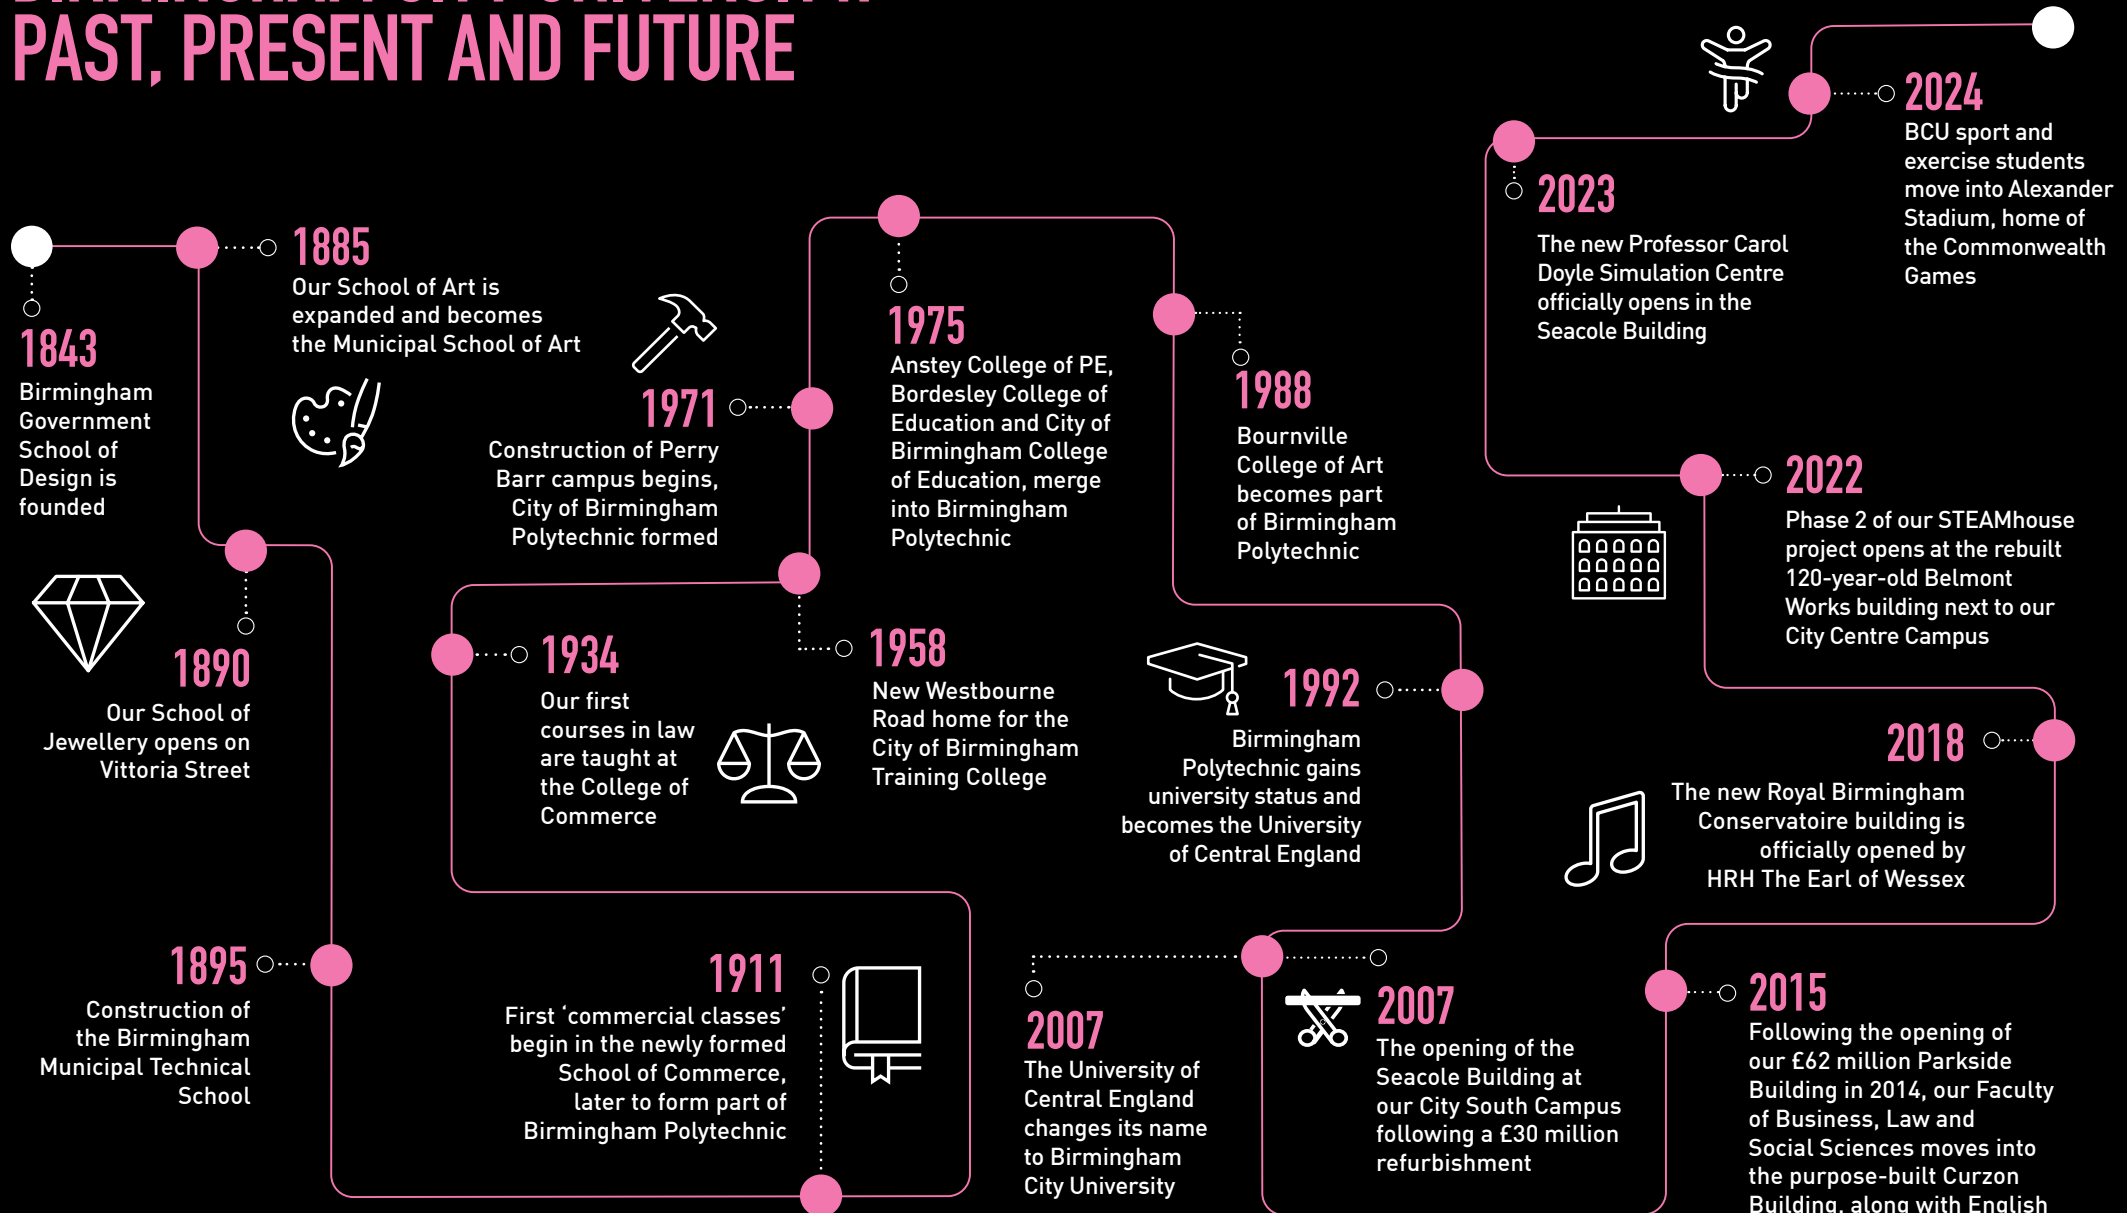 PAST, PRESENT AND FUTURE
1843
Birmingham
Government
School of
Design is
founded
1885
Our School of Art is
expanded and becomes
the Municipal School of Art
1890
Our School of
Jewellery opens on
Vittoria Street
1895
Construction of
the Birmingham
Municipal Technical
School
1911
First ‘commercial classes’
begin in the newly formed
School of Commerce,
later to form part of
Birmingham Polytechnic
1934
Our first
courses in law
are taught at
the College of
Commerce
1958
New Westbourne
Road home for the
City of Birmingham
Training College
1971
Construction of Perry
Barr campus begins,
City of Birmingham
Polytechnic formed
1975
Anstey College of PE,
Bordesley College of
Education and City of
Birmingham College
of Education, merge
into Birmingham
Polytechnic
1988
Bournville
College of Art
becomes part
of Birmingham
Polytechnic
1992
Birmingham
Polytechnic gains
university status and
becomes the University
of Central England
2007
The University of
Central England
changes its name
to Birmingham
City University
2007
The opening of the
Seacole Building at
our City South Campus
following a £30 million
refurbishment
2015
Following the opening of
our £62 million Parkside
Building in 2014, our Faculty
of Business, Law and
Social Sciences moves into
the purpose-built Curzon
Building, along with English
2018
The new Royal Birmingham
Conservatoire building is
officially opened by
HRH The Earl of Wessex
2022
Phase 2 of our STEAMhouse
project opens at the rebuilt
120-year-old Belmont
Works building next to our
City Centre Campus
2023
The new Professor Carol
Doyle Simulation Centre
officially opens in the
Seacole Building
2024
BCU sport and
exercise students
move into Alexander
Stadium, home of
the Commonwealth
Games